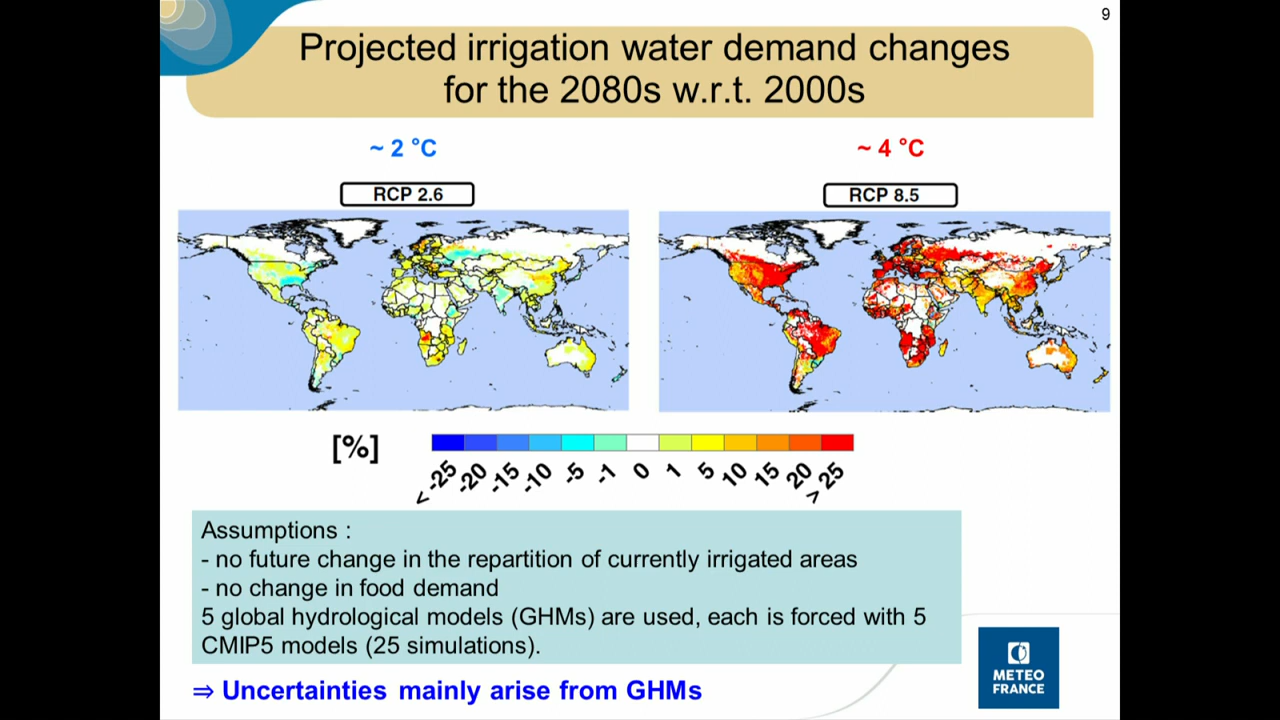 9
Projected irrigation water demand changes
for the 2080s w.r.t. 2000s
~ 2 °C
~ 4 °C
RCP 2.6
RCP 8.5
[%]
< -25 -20 -15 -10 -5 -1 0 1 5 10 15 20 > 25
Assumptions :
- no future change in the repartition of currently irrigated areas
- no change in food demand
5 global hydrological models (GHMs) are used, each is forced with 5
CMIP5 models (25 simulations).
⇒ Uncertainties mainly arise from GHMs
METEO
FRANCE